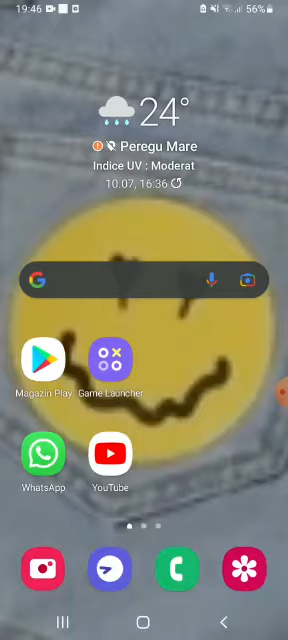 19:46
56%
24°
Peregu Mare
Indice UV : Moderat
10.07, 16:36
Magazin Play
Game Launcher
WhatsApp
YouTube